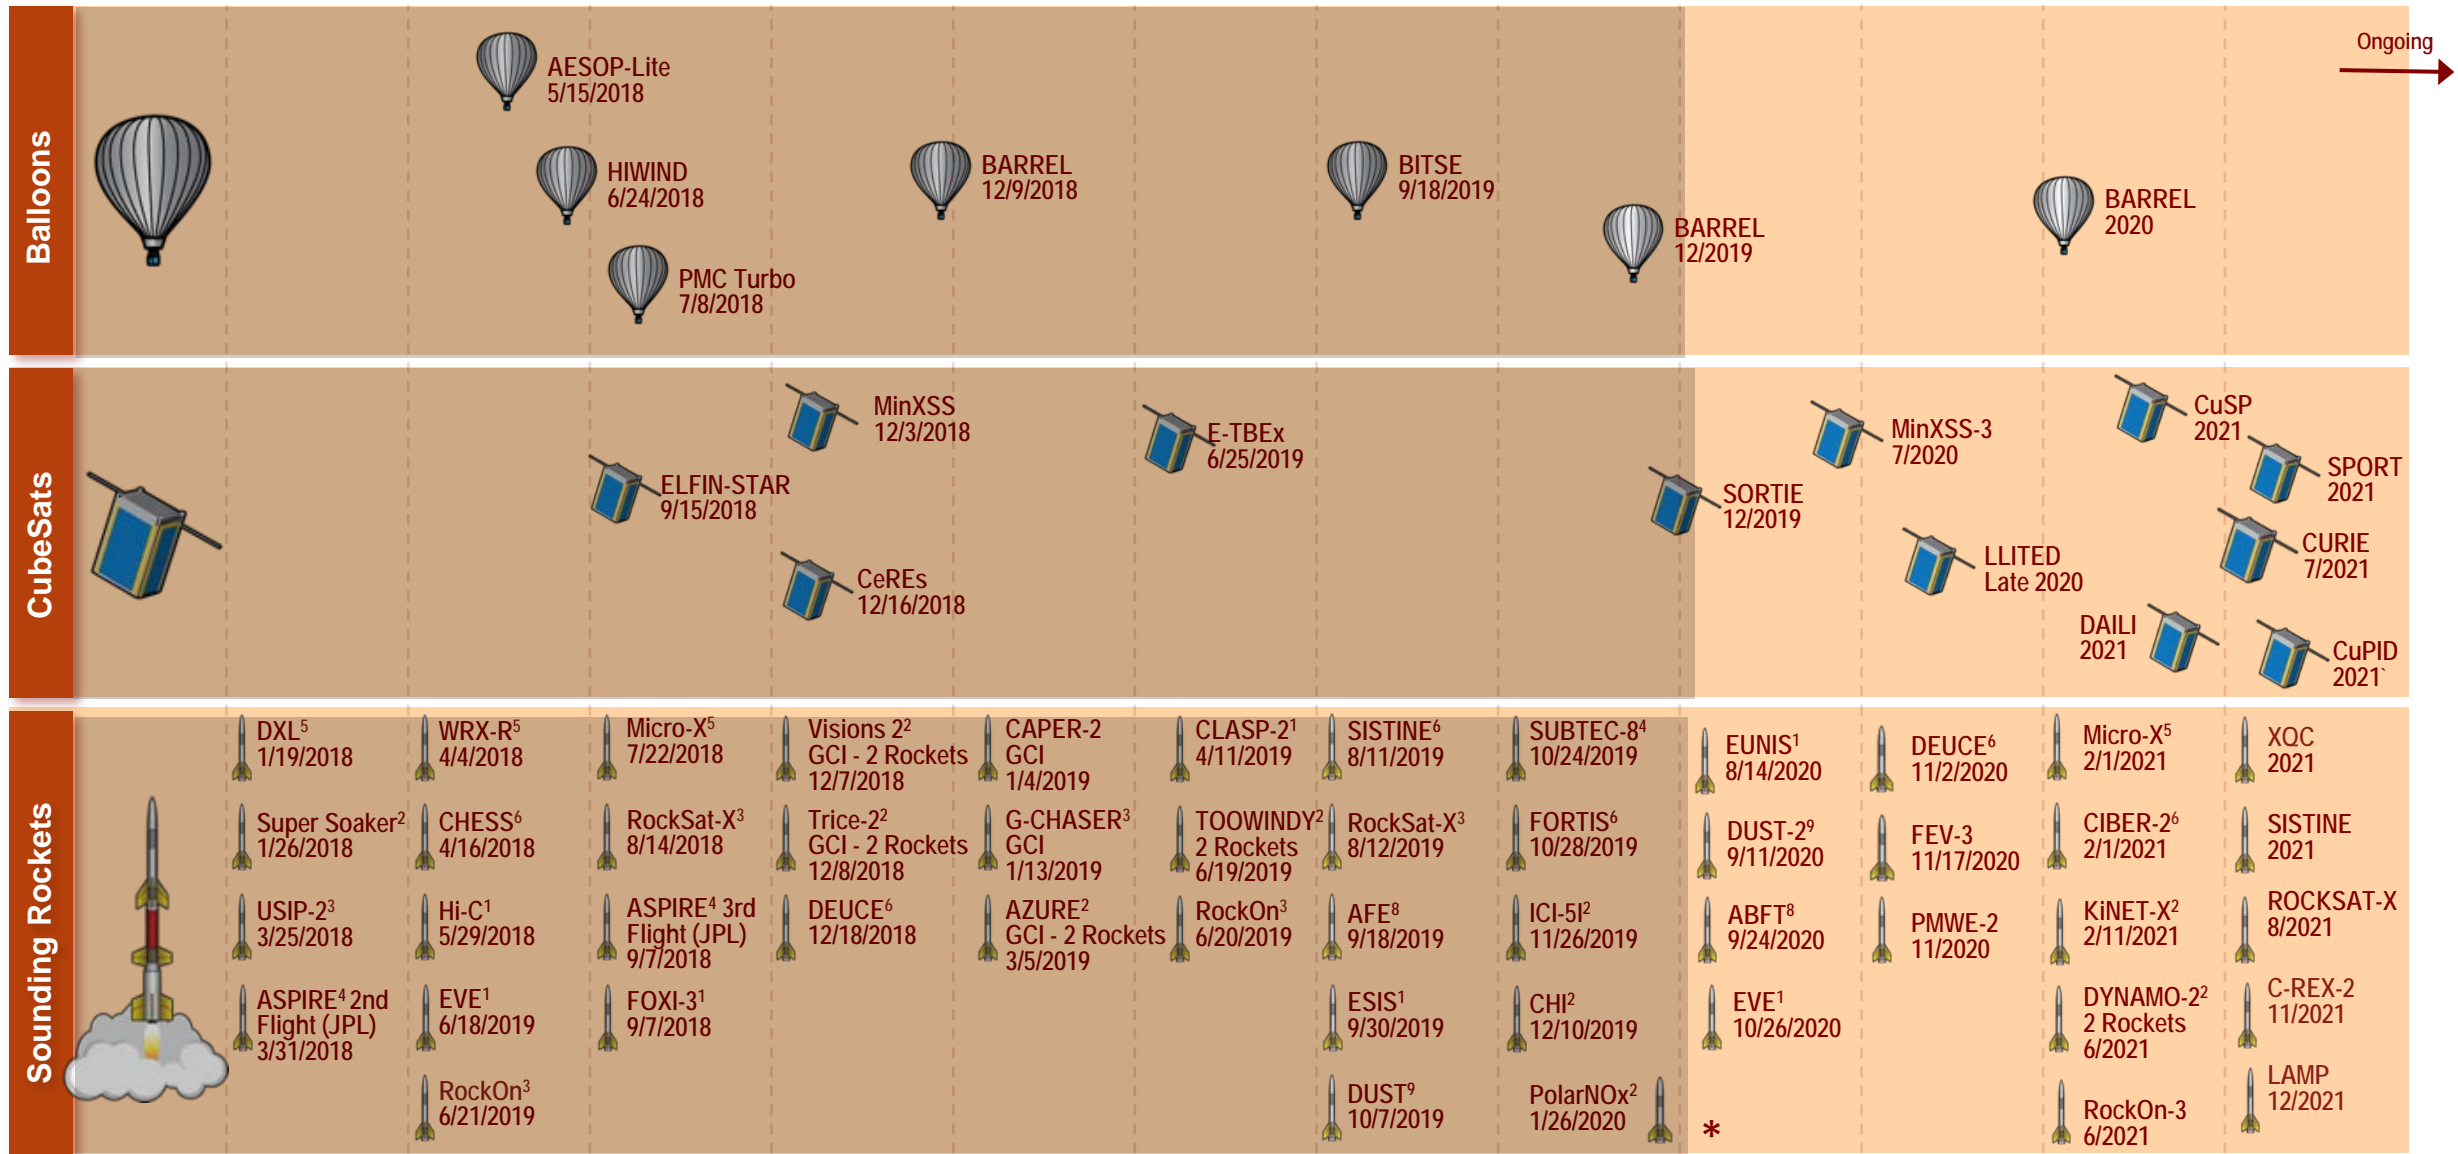 Balloons
Ongoing
AESOP-Lite
5/15/2018
HIWIND
6/24/2018
PMC Turbo
7/8/2018
BARREL
12/9/2018
BITSE
9/18/2019
BARREL
12/2019
BARREL
2020
CubeSats
ELFIN-STAR
9/15/2018
MinXSS
12/3/2018
CeREs
12/16/2018
E-TBEx
6/25/2019
SORTIE
12/2019
MinXSS-3
7/2020
LLITED
Late 2020
CuSP
2021
SPORT
2021
CURIE
7/2021
DAILI
2021
CuPID
2021`
Sounding Rockets
DXL⁵
1/19/2018
Super Soaker²
1/26/2018
USIP-2³
3/25/2018
ASPIRE⁴ 2nd
Flight (JPL)
3/31/2018
WRX-R⁵
4/4/2018
CHESS⁶
4/16/2018
Hi-C¹
5/29/2018
EVE¹
6/18/2019
RockOn³
6/21/2019
Micro-X⁵
7/22/2018
RockSat-X³
8/14/2018
ASPIRE⁴ 3rd
Flight (JPL)
9/7/2018
FOXI-3¹
9/7/2018
Visions 2²
GCI - 2 Rockets
12/7/2018
Trice-2²
GCI - 2 Rockets
12/8/2018
DEUCE⁶
12/18/2018
CAPER-2
GCI
1/4/2019
G-CHASER³
GCI
1/13/2019
AZURE²
GCI - 2 Rockets
3/5/2019
CLASP-2¹
4/11/2019
TOOWINDY²
2 Rockets
6/19/2019
RockOn³
6/20/2019
SISTINE⁶
8/11/2019
RockSat-X³
8/12/2019
AFE⁸
9/18/2019
ESIS¹
9/30/2019
DUST⁹
10/7/2019
SUBTEC-8⁴
10/24/2019
FORTIS⁶
10/28/2019
ICI-5I²
11/26/2019
CHI²
12/10/2019
PolarNOx²
1/26/2020
EUNIS¹
8/14/2020
DUST-2⁹
9/11/2020
ABFT⁸
9/24/2020
EVE¹
10/26/2020
*
DEUCE⁶
11/2/2020
FEV-3
11/17/2020
PMWE-2
11/2020
Micro-X⁵
2/1/2021
CIBER-2⁶
2/1/2021
KiNET-X²
2/11/2021
DYNAMO-2²
2 Rockets
6/2021
RockOn-3
6/2021
XQC
2021
SISTINE
2021
ROCKSAT-X
8/2021
C-REX-2
11/2021
LAMP
12/2021